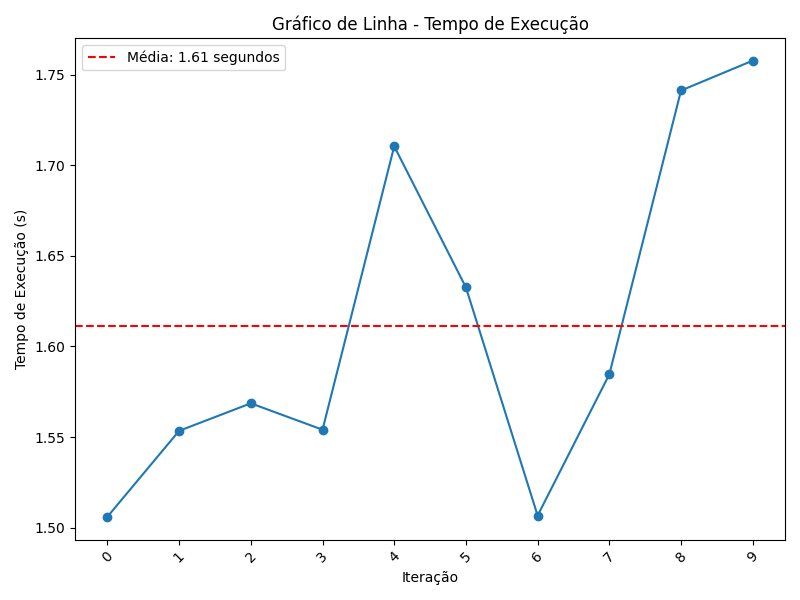 Gráfico de Linha - Tempo de Execução
Média: 1.61 segundos
Tempo de Execução (s)
1.75
1.70
1.65
1.60
1.55
1.50
0 1 2 3 4 5 6 7 8 9
Iteração